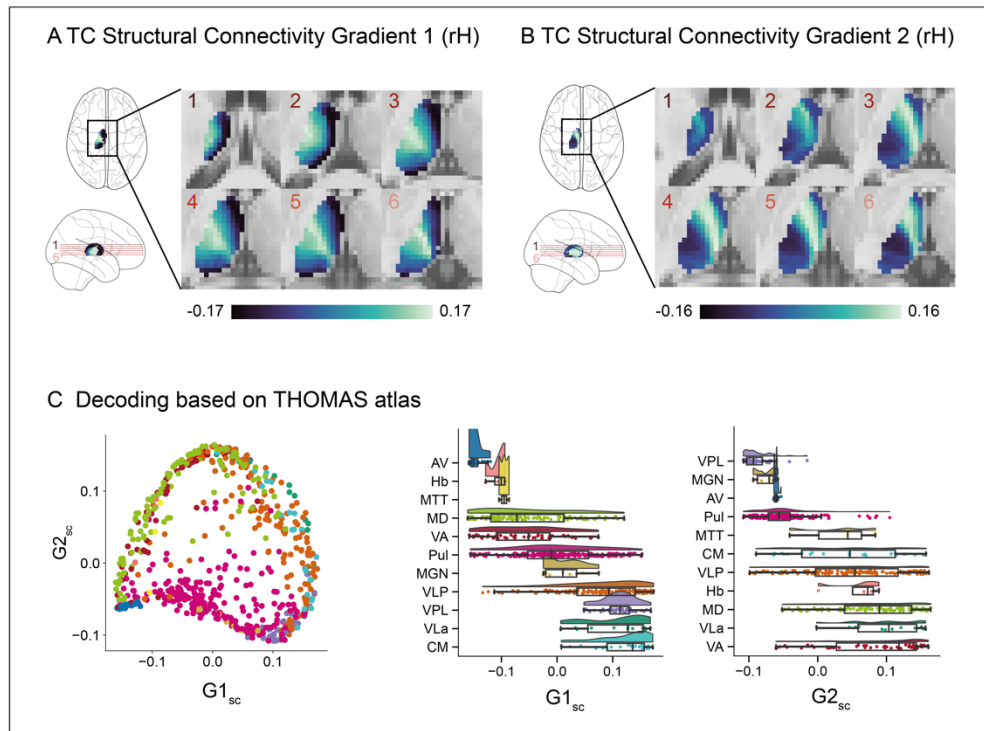 A TC Structural Connectivity Gradient 1 (rH)
1 2 3
4 5 6
1
6
-0.17 0.17
B TC Structural Connectivity Gradient 2 (rH)
1 2 3
4 5 6
1
6
-0.16 0.16
C Decoding based on THOMAS atlas
G2sc
0.1
0.0
−0.1
−0.1 0.0 0.1
G1sc
AV
Hb
MTT
MD
VA
Pul
MGN
VLP
VPL
VLa
CM
−0.1 0.0 0.1
G1sc
VPL
MGN
AV
Pul
MTT
CM
VLP
Hb
MD
VLa
VA
−0.1 0.0 0.1
G2sc